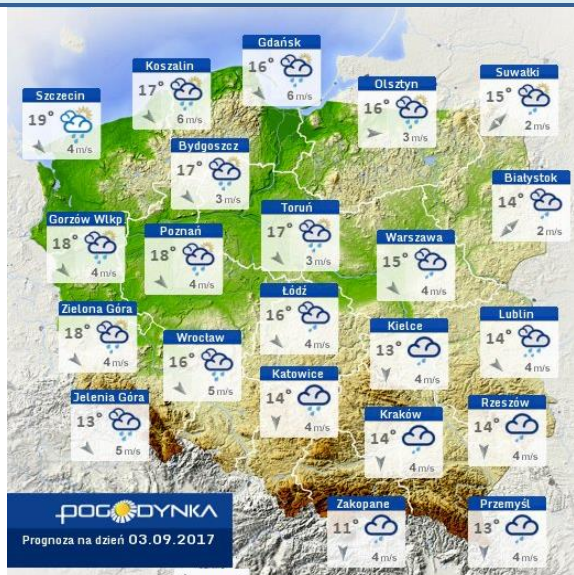 Gdańsk
16°
6 m/s
Koszalin
17°
6 m/s
Suwałki
15°
2 m/s
Olsztyn
16°
3 m/s
Szczecin
19°
4 m/s
Bydgoszcz
17°
3 m/s
Białystok
14°
2 m/s
Toruń
17°
3 m/s
Gorzów Wlkp
18°
4 m/s
Poznań
18°
4 m/s
Warszawa
15°
4 m/s
Łódź
16°
4 m/s
Zielona Góra
18°
4 m/s
Lublin
14°
4 m/s
Kielce
13°
4 m/s
Wrocław
16°
5 m/s
Katowice
14°
4 m/s
Jelenia Góra
13°
5 m/s
Rzeszów
14°
4 m/s
Kraków
14°
4 m/s
Zakopane
11°
4 m/s
Przemyśl
13°
4 m/s
POGODYNKA
Prognoza na dzień 03.09.2017